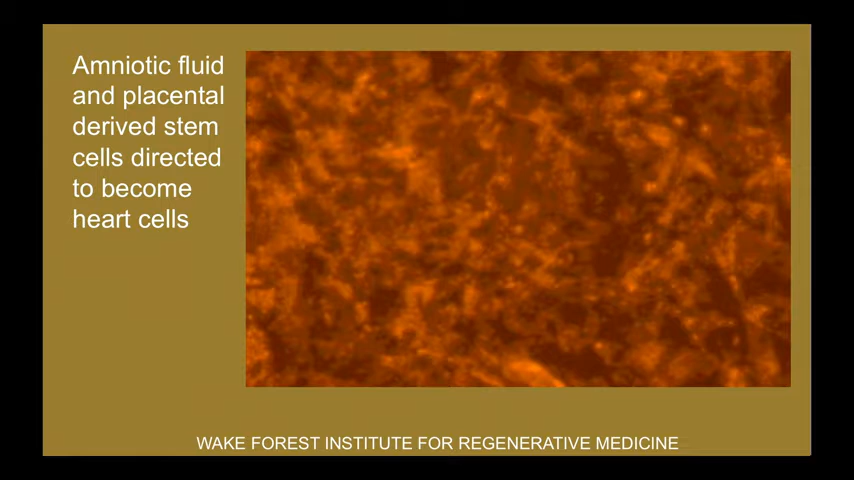 Amniotic fluid
and placental
derived stem
cells directed
to become
heart cells
WAKE FOREST INSTITUTE FOR REGENERATIVE MEDICINE